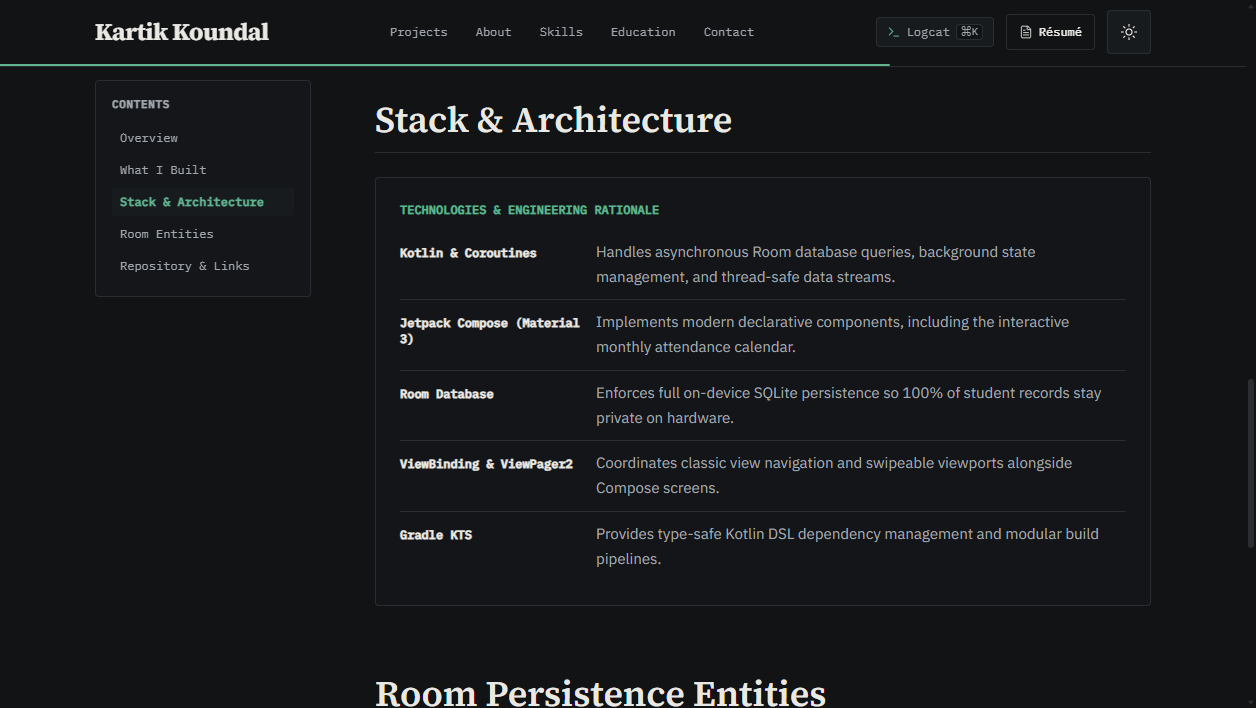 Kartik Koundal
Projects About Skills Education Contact
>_ Logcat ⌘K
Résumé
CONTENTS
Overview
What I Built
Stack & Architecture
Room Entities
Repository & Links
Stack & Architecture
TECHNOLOGIES & ENGINEERING RATIONALE
Kotlin & Coroutines
Handles asynchronous Room database queries, background state
management, and thread-safe data streams.
Jetpack Compose (Material
3)
Implements modern declarative components, including the interactive
monthly attendance calendar.
Room Database
Enforces full on-device SQLite persistence so 100% of student records stay
private on hardware.
ViewBinding & ViewPager2
Coordinates classic view navigation and swipeable viewports alongside
Compose screens.
Gradle KTS
Provides type-safe Kotlin DSL dependency management and modular build
pipelines.
Room Persistence Entities